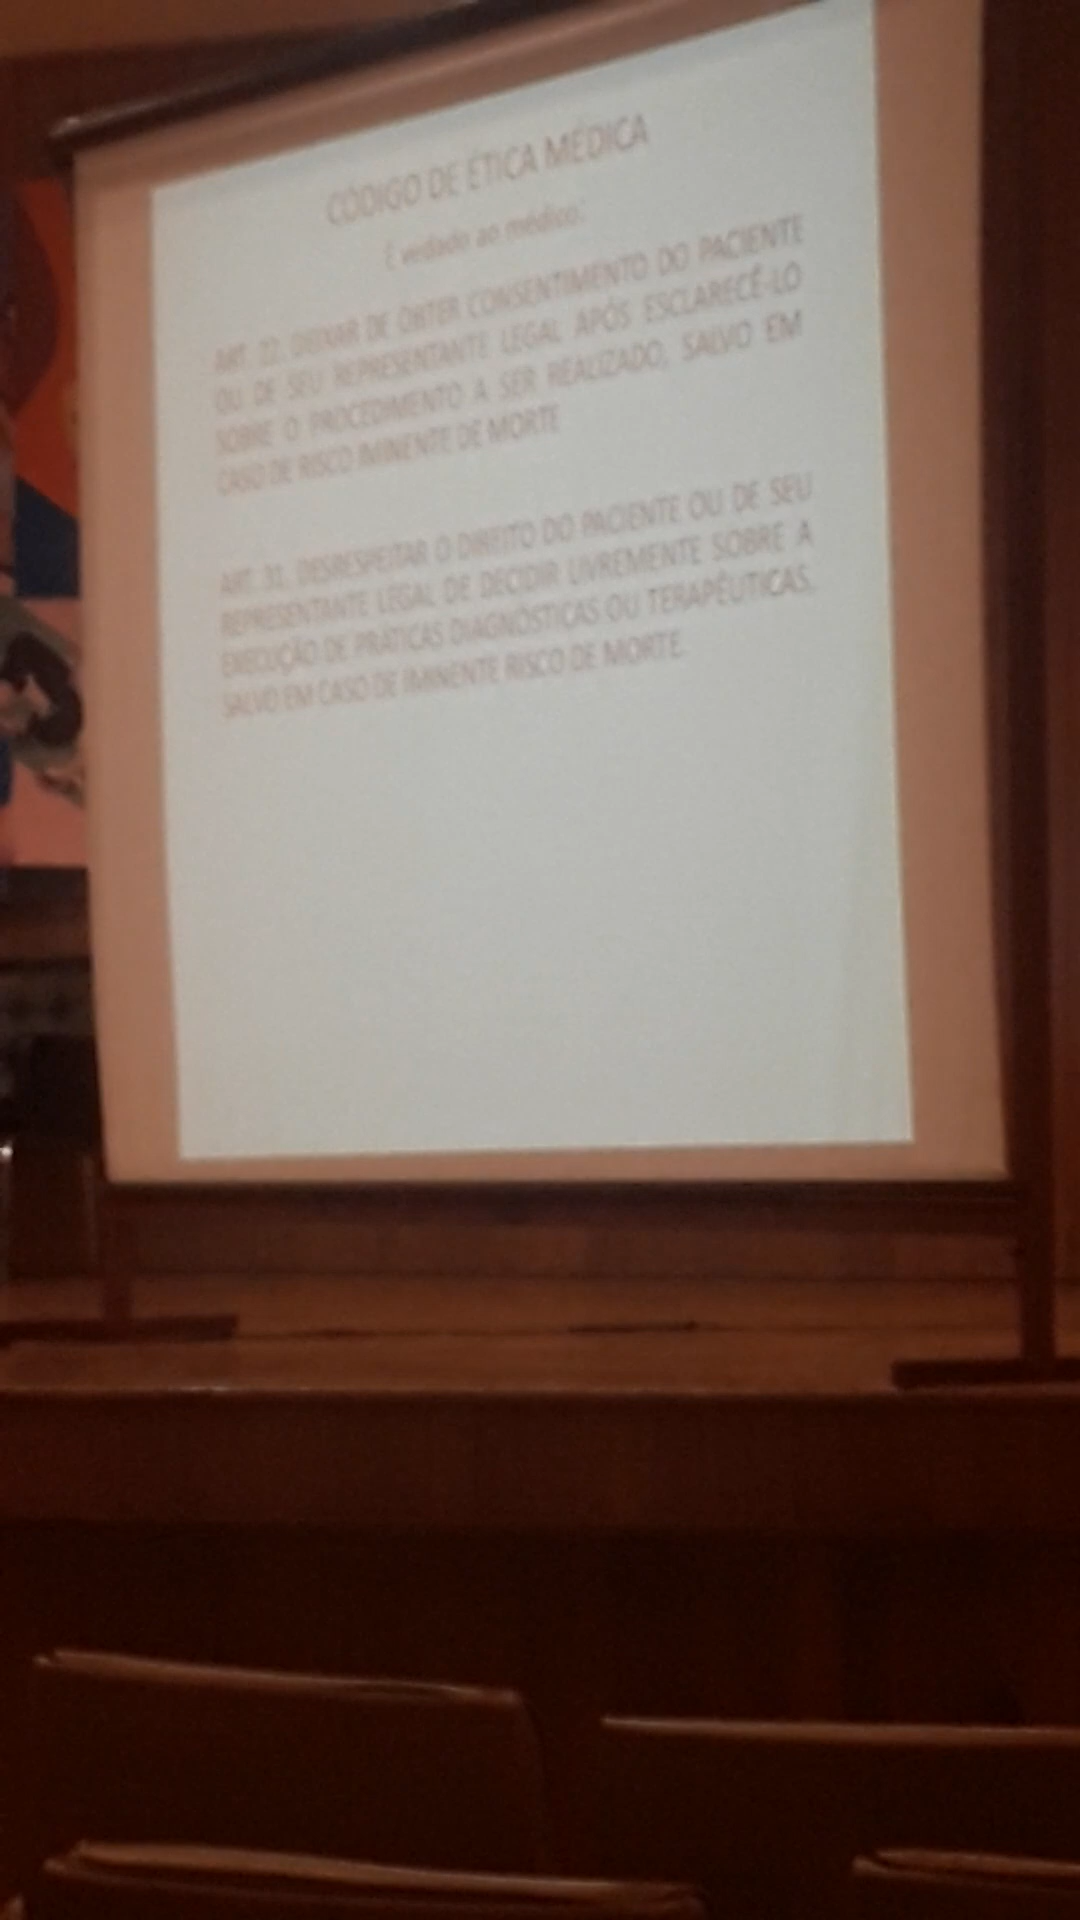 CÓDIGO DE ÉTICA MÉDICA
É vedado ao médico:
ART. 22. DEIXAR DE OBTER CONSENTIMENTO DO PACIENTE
OU DE SEU REPRESENTANTE LEGAL APÓS ESCLARECÊ-LO
SOBRE O PROCEDIMENTO A SER REALIZADO, SALVO EM
CASO DE RISCO IMINENTE DE MORTE
ART. 31. DESRESPEITAR O DIREITO DO PACIENTE OU DE SEU
REPRESENTANTE LEGAL DE DECIDIR LIVREMENTE SOBRE A
EXECUÇÃO DE PRÁTICAS DIAGNÓSTICAS OU TERAPÊUTICAS,
SALVO EM CASO DE IMINENTE RISCO DE MORTE.